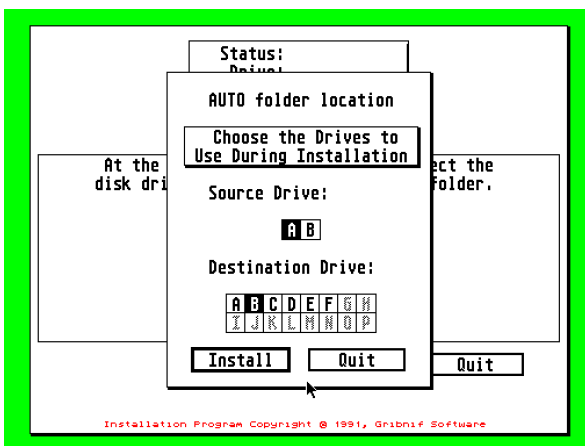 Status:
Drive:
AUTO folder location
Choose the Drives to
Use During Installation
At the
ect the
disk dri
folder.
Source Drive:
A B
Destination Drive:
A B C D E F G H
I J K L M N O P
Install
Quit
Quit
Installation Program Copyright © 1991, Gribnif Software